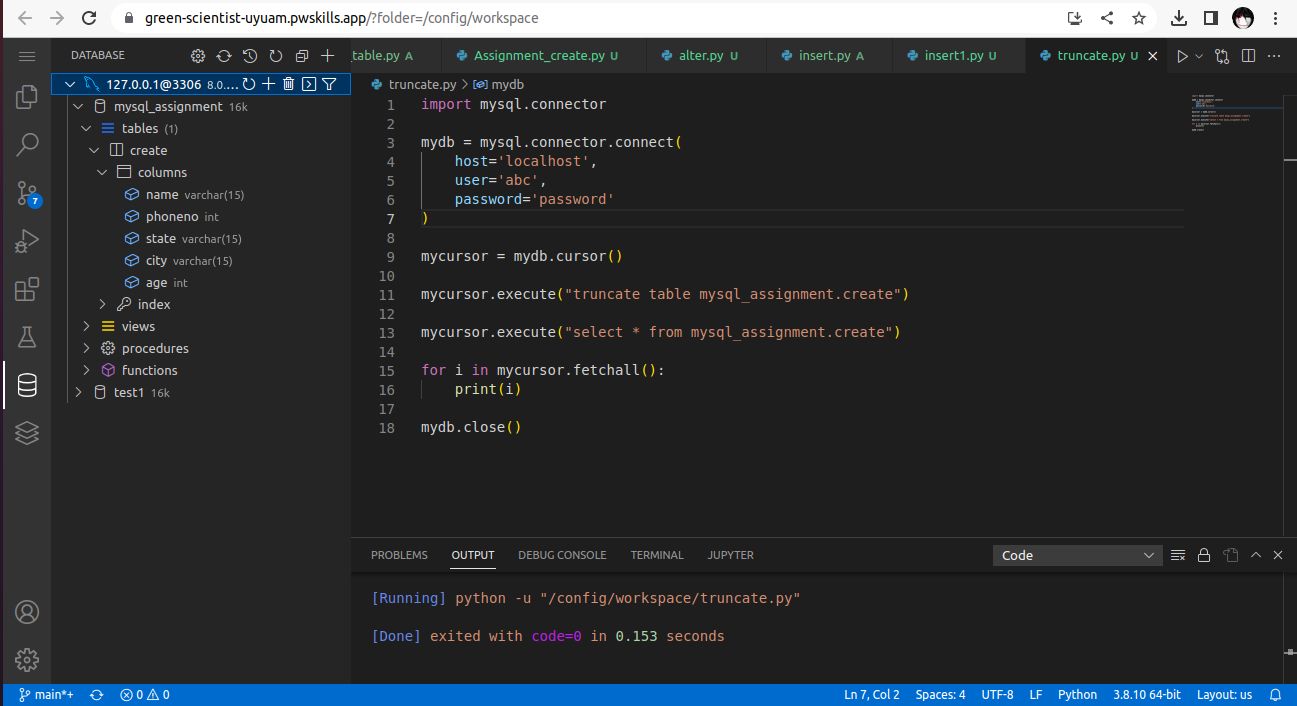 green-scientist-uyuam.pwskills.app/?folder=/config/workspace
DATABASE
_table.py A
Assignment_create.py U
alter.py U
insert.py A
insert1.py U
truncate.py U
127.0.0.1@3306 8.0....
truncate.py > mydb
mysql_assignment 16k
tables (1)
create
columns
name varchar(15)
phoneno int
state varchar(15)
city varchar(15)
age int
index
views
procedures
functions
test1 16k
7
1 import mysql.connector
2
3 mydb = mysql.connector.connect(
4 host='localhost',
5 user='abc',
6 password='password'
7 )
8
9 mycursor = mydb.cursor()
10
11 mycursor.execute("truncate table mysql_assignment.create")
12
13 mycursor.execute("select * from mysql_assignment.create")
14
15 for i in mycursor.fetchall():
16 print(i)
17
18 mydb.close()
PROBLEMS OUTPUT DEBUG CONSOLE TERMINAL JUPYTER Code
[Running] python -u "/config/workspace/truncate.py"
[Done] exited with code=0 in 0.153 seconds
main*+ 0 0 Ln 7, Col 2 Spaces: 4 UTF-8 LF Python 3.8.10 64-bit Layout: us